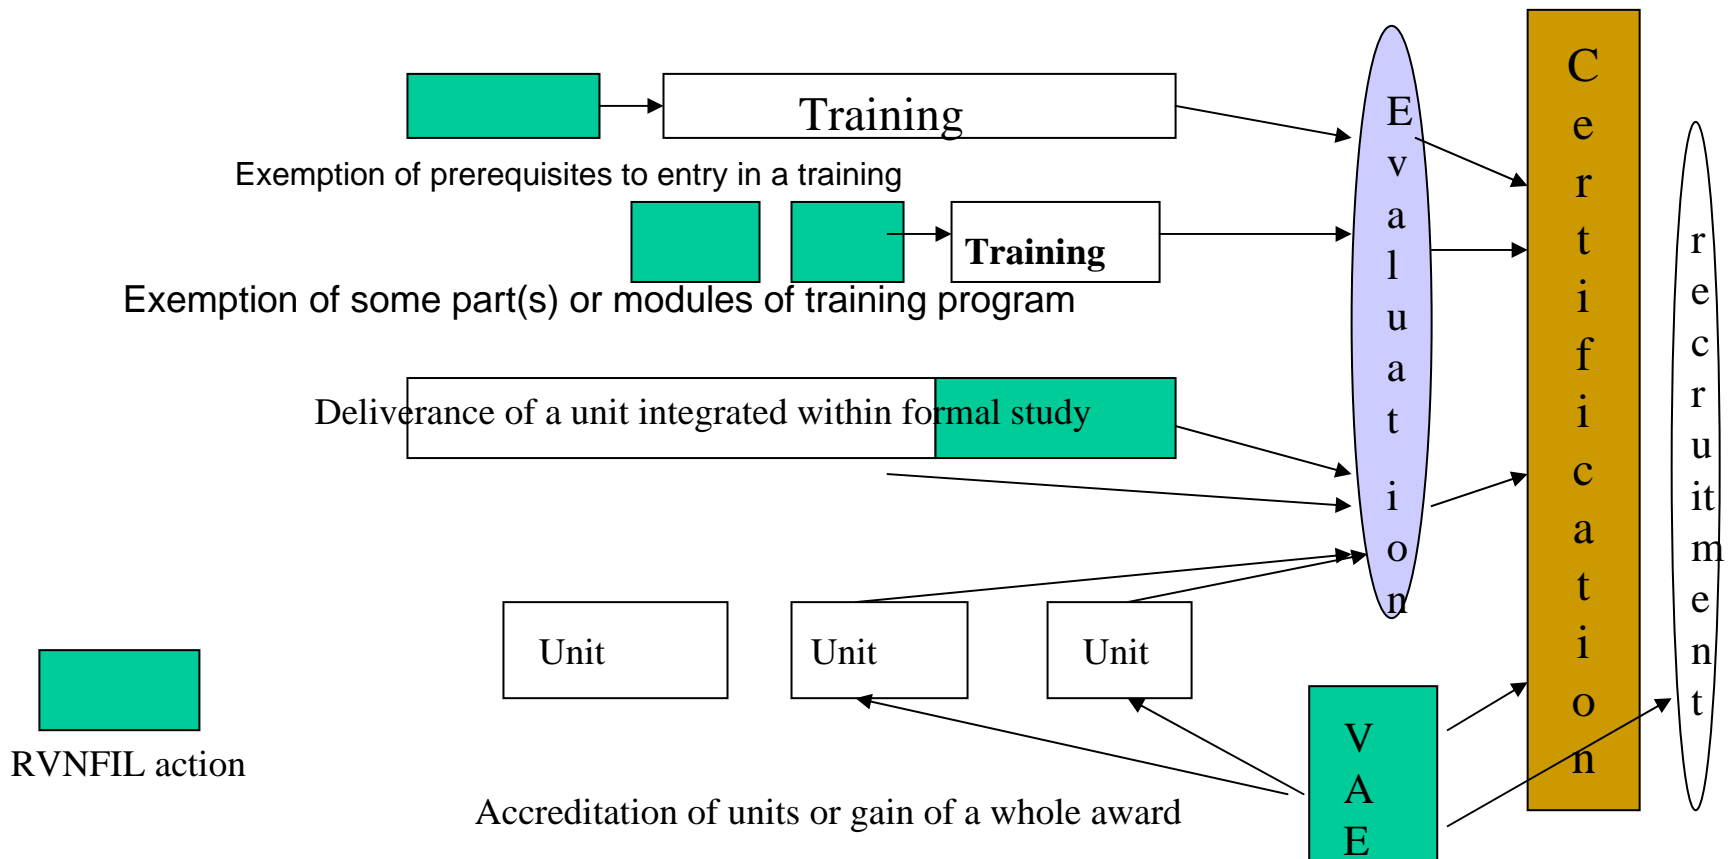 Training
Exemption of prerequisites to entry in a training
Training
Exemption of some part(s) or modules of training program
Deliverance of a unit integrated within formal study
Unit
Unit
Unit
RVNFIL action
Accreditation of units or gain of a whole award
VAE
Evaluation
Certification
recruitment